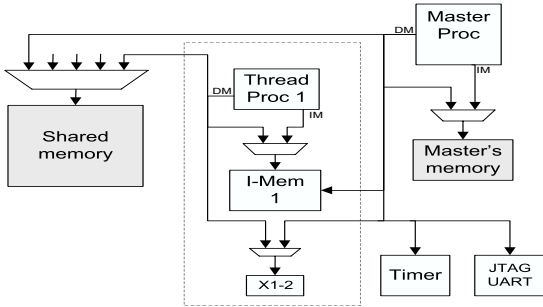 Master
Proc
DM
IM
Thread
Proc 1
DM
IM
Shared
memory
Master's
memory
I-Mem
1
X1-2
Timer
JTAG
UART